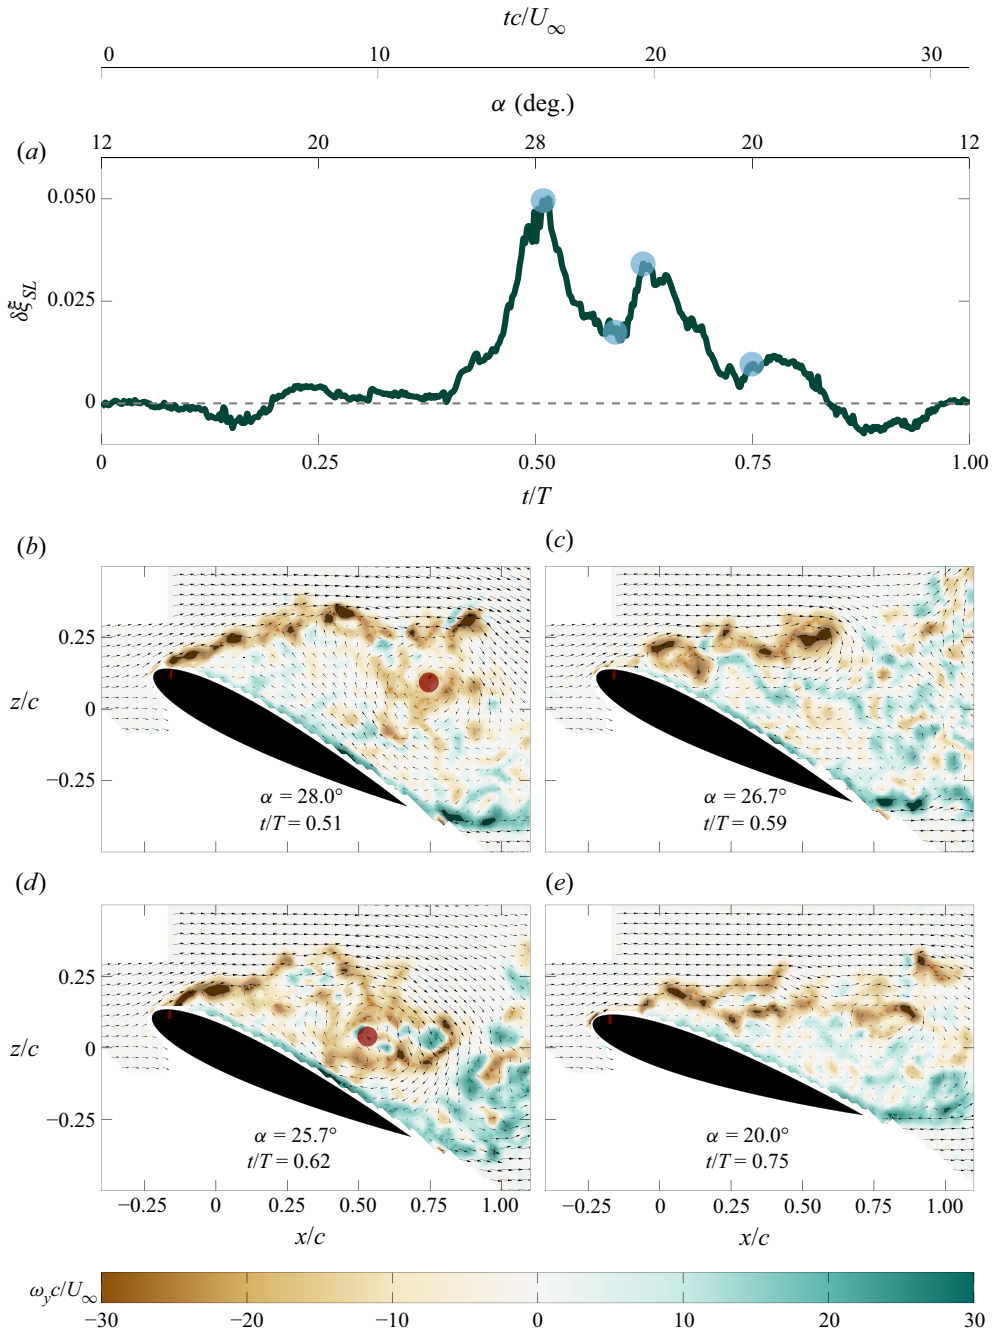 tc/U∞
0 10 20 30
α (deg.)
(a) 12 20 28 20 12
0.050
0.025
0
δξSL
0 0.25 0.50 0.75 1.00
t/T
(b) (c)
0.25
0
−0.25
z/c
α = 28.0°
t/T = 0.51
α = 26.7°
t/T = 0.59
(d) (e)
0.25
0
−0.25
z/c
α = 25.7°
t/T = 0.62
α = 20.0°
t/T = 0.75
−0.25 0 0.25 0.50 0.75 1.00 −0.25 0 0.25 0.50 0.75 1.00
x/c x/c
ωyc/U∞
−30 −20 −10 0 10 20 30